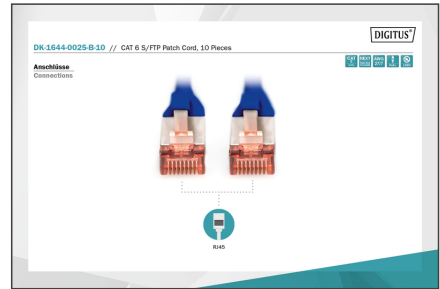 DIGITUS®
DK-1644-0025-B-10 // CAT 6 S/FTP Patch Cord, 10 Pieces
Anschlüsse
Connections
RJ45